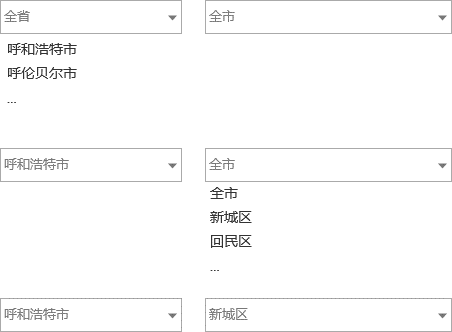 全省 全市
呼和浩特市
呼伦贝尔市
...
呼和浩特市 全市
全市
新城区
回民区
...
呼和浩特市 新城区